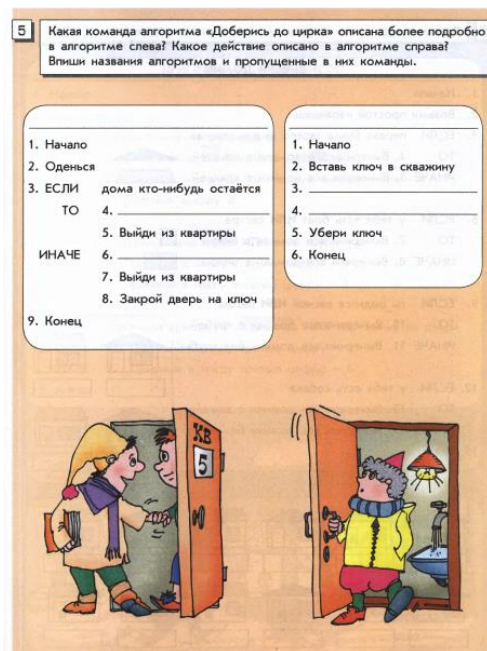 5
Какая команда алгоритма «Доберись до цирка» описана более подробно
в алгоритме слева? Какое действие описано в алгоритме справа?
Впиши названия алгоритмов и пропущенные в них команды.
1. Начало
2. Оденься
3. ЕСЛИ дома кто-нибудь остаётся
ТО 4.
5. Выйди из квартиры
ИНАЧЕ 6.
7. Выйди из квартиры
8. Закрой дверь на ключ
9. Конец
1. Начало
2. Вставь ключ в скважину
3.
4.
5. Убери ключ
6. Конец
КВ
5